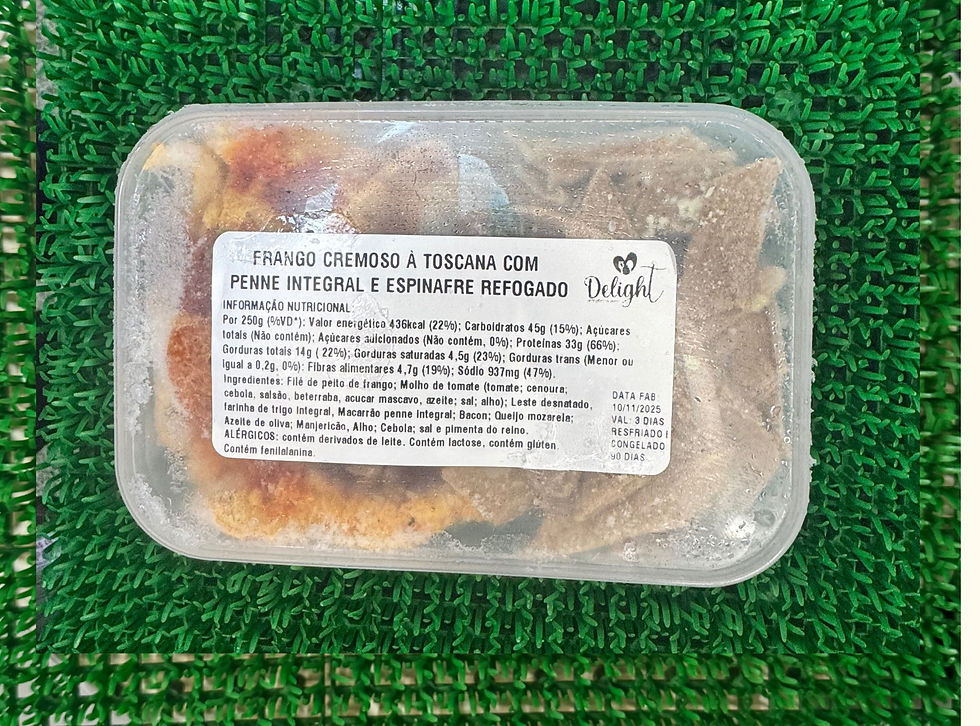 FRANGO CREMOSO À TOSCANA COM
PENNE INTEGRAL E ESPINAFRE REFOGADO
Delight
INFORMAÇÃO NUTRICIONAL:
Por 250g (%VD*): Valor energético 436kcal (22%); Carboidratos 45g (15%); Açúcares
totais (Não contém); Açúcares adicionados (Não contém, 0%); Proteínas 33g (66%);
Gorduras totais 14g ( 22%); Gorduras saturadas 4,5g (23%); Gorduras trans (Menor ou
igual a 0,2g, 0%); Fibras alimentares 4,7g (19%); Sódio 937mg (47%).
Ingredientes: Filé de peito de frango; Molho de tomate (tomate; cenoura;
cebola, salsão, beterraba, acucar mascavo, azeite; sal; alho); Leste desnatado,
farinha de trigo integral, Macarrão penne integral; Bacon; Queijo mozarela;
Azeite de oliva; Manjericão, Alho; Cebola; sal e pimenta do reino.
ALÉRGICOS: contém derivados de leite. Contém lactose, contém glúten.
Contém fenilalanina.
DATA FAB:
10/11/2025
VAL: 3 DIAS
RESFRIADO E
CONGELADO
90 DIAS